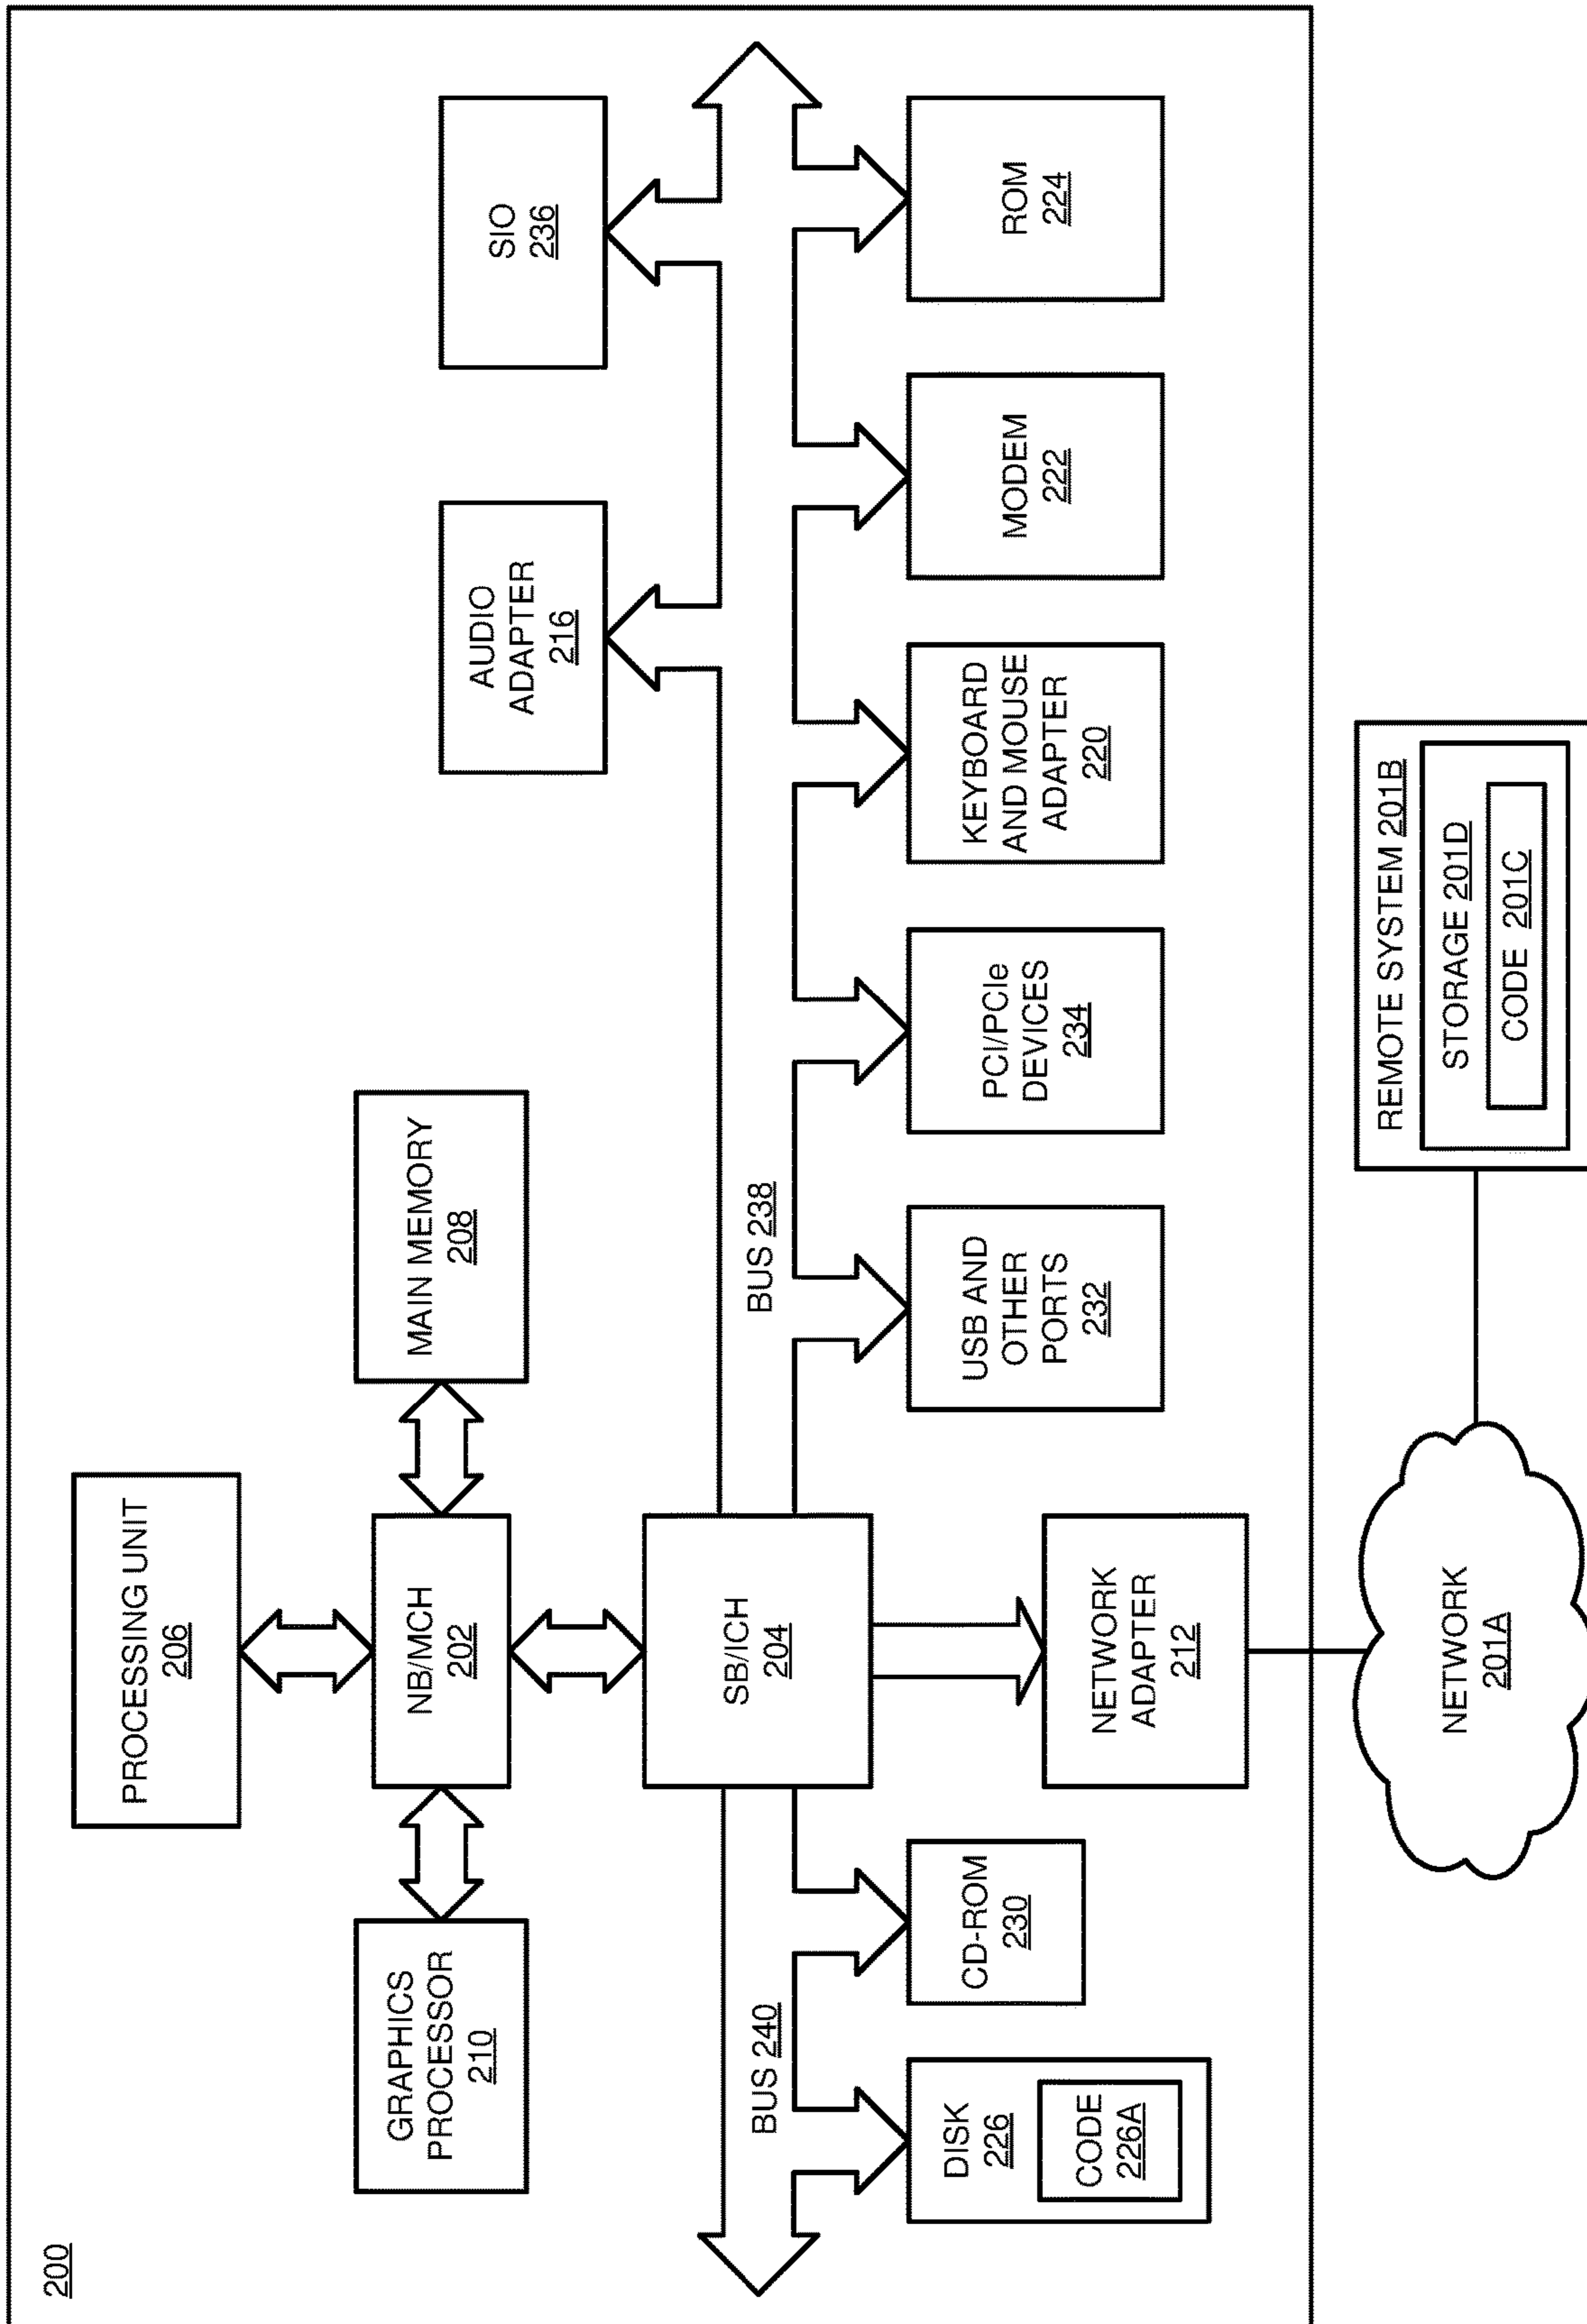 200
PROCESSING UNIT
206
GRAPHICS
PROCESSOR
210
NB/MCH
202
MAIN MEMORY
208
AUDIO
ADAPTER
216
SIO
236
SB/ICH
204
BUS 240
BUS 238
DISK
226
CODE
226A
CD-ROM
230
USB AND
OTHER
PORTS
232
PCI/PCIe
DEVICES
234
KEYBOARD
AND MOUSE
ADAPTER
220
MODEM
222
ROM
224
NETWORK
ADAPTER
212
NETWORK
201A
REMOTE SYSTEM 201B
STORAGE 201D
CODE 201C